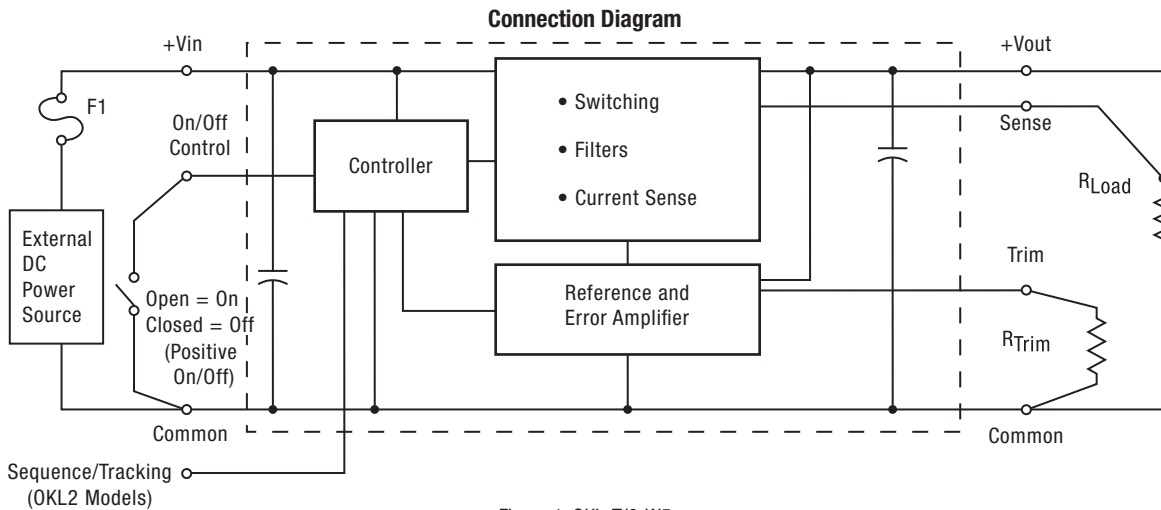 Connection Diagram
+Vin
+Vout
F1
On/Off
Control
• Switching
• Filters
• Current Sense
Controller
Sense
RLoad
External
DC
Power
Source
Open = On
Closed = Off
(Positive
On/Off)
Reference and
Error Amplifier
Trim
RTrim
Common
Common
Sequence/Tracking
(OKL2 Models)